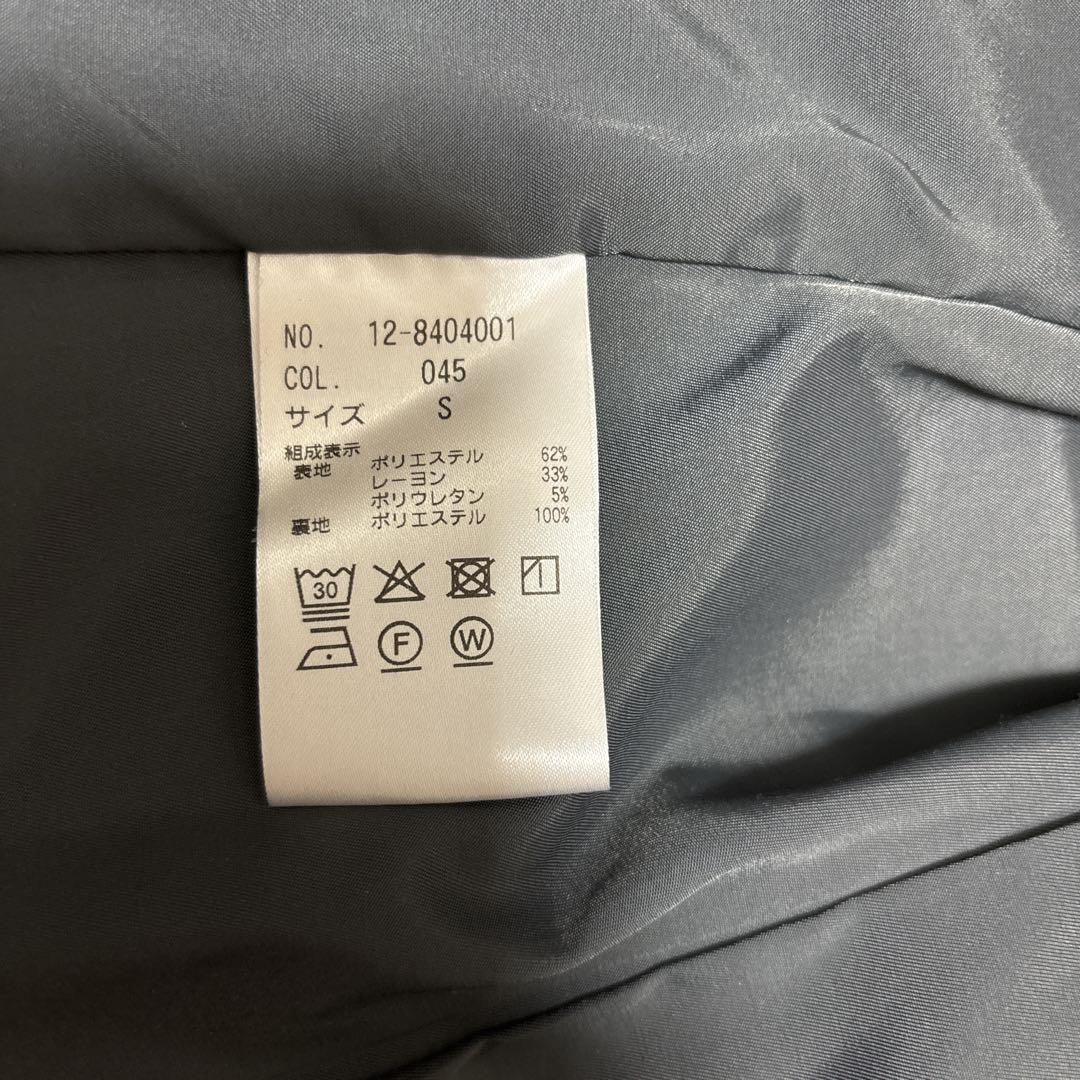 NO. 12-8404001
COL. 045
サイズ S
組成表示
表地 ポリエステル 62%
レーヨン 33%
ポリウレタン 5%
裏地 ポリエステル 100%
30
F W